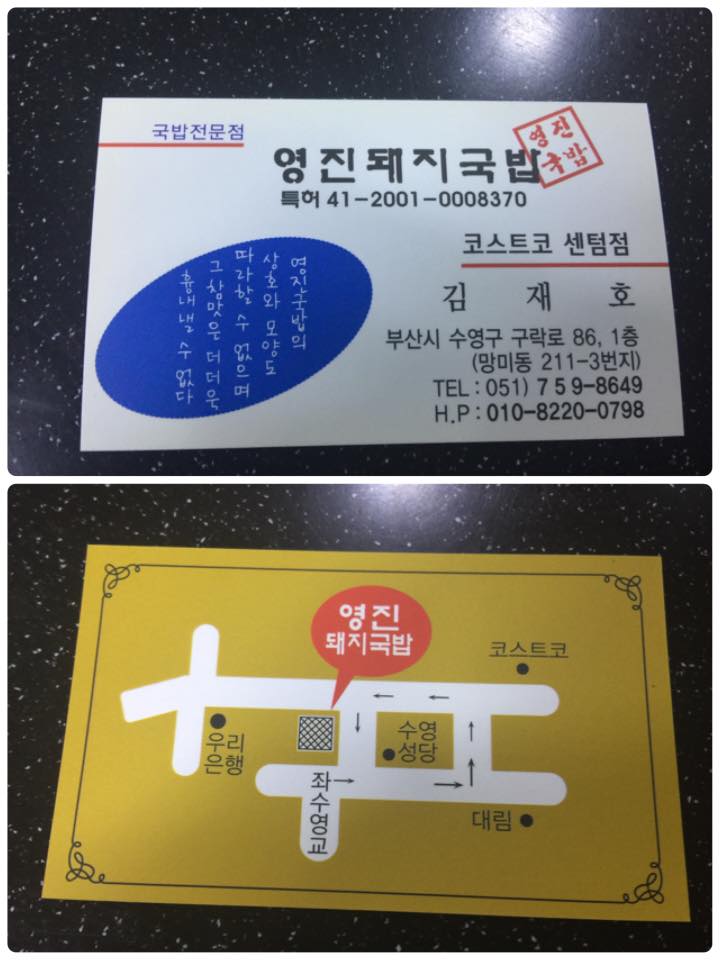 국밥전문점
영진돼지국밥
영진
국밥
특허 41-2001-0008370
코스트코 센텀점
김 재 호
부산시 수영구 구락로 86, 1층
(망미동 211-3번지)
TEL : 051) 759-8649
H.P : 010-8220-0798
영진국밥의
상호와 모양도
따라할 수 없으며
그 참맛은 더더욱
흉내낼 수 없다
영진
돼지국밥
코스트코
우리
은행
수영
성당
좌수영교
대림